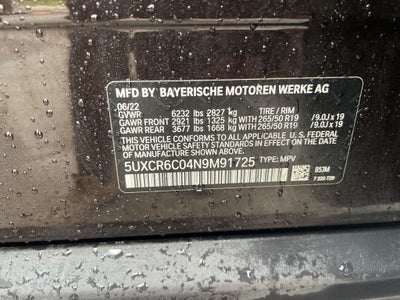 MFD BY BAYERISCHE MOTOREN WERKE AG
06/22
GVWR 6232 lbs 2827 kg TIRE / RIM
GAWR FRONT 2921 lbs 1325 kg 265/50 R19 /9.0J x 19
GAWR REAR 3677 lbs 1668 kg 265/50 R19 /9.0J x 19
THIS VEHICLE CONFORMS TO ALL APPLICABLE U. S. FEDERAL
MOTOR VEHICLE SAFETY STANDARDS IN EFFECT
ON THE DATE OF MANUFACTURE SHOWN ABOVE.
5UXCR6C04N9M91725 TYPE: MPV
B53M
7 309 728